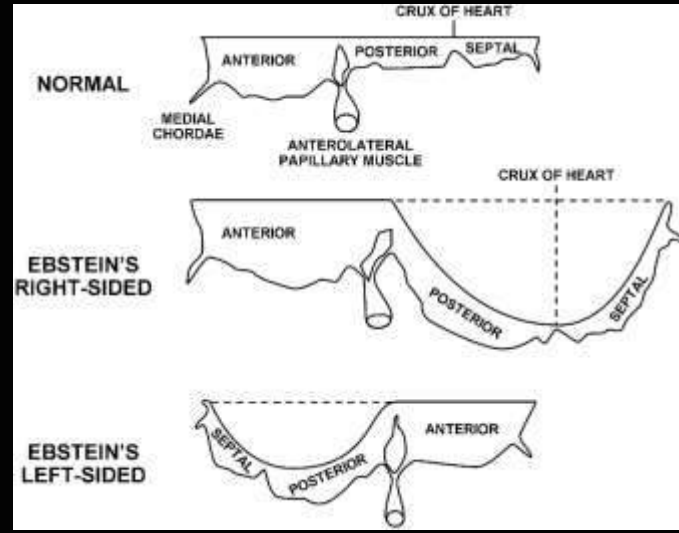 CRUX OF HEART
ANTERIOR
POSTERIOR
SEPTAL
NORMAL
MEDIAL
CHORDAE
ANTEROLATERAL
PAPILLARY MUSCLE
CRUX OF HEART
ANTERIOR
EBSTEIN'S
RIGHT-SIDED
POSTERIOR
SEPTAL
SEPTAL
POSTERIOR
ANTERIOR
EBSTEIN'S
LEFT-SIDED